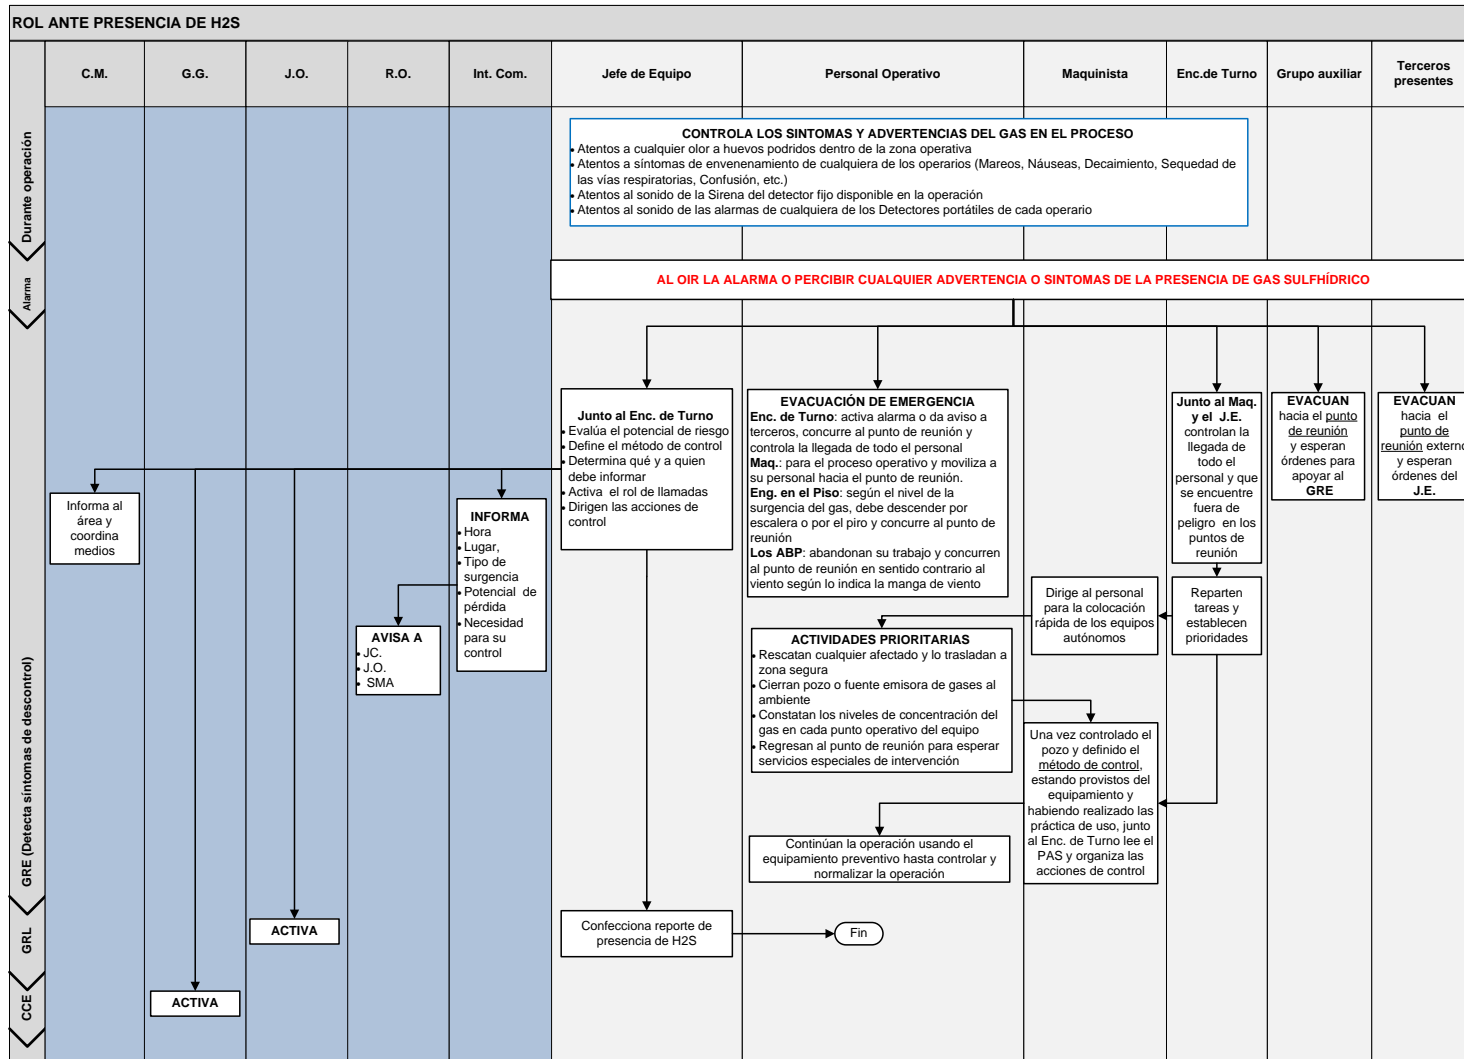 ROL ANTE PRESENCIA DE H2S
C.M.
G.G.
J.O.
R.O.
Int. Com.
Jefe de Equipo
Personal Operativo
Maquinista
Enc.de Turno
Grupo auxiliar
Terceros
presentes
Durante operación
CONTROLA LOS SINTOMAS Y ADVERTENCIAS DEL GAS EN EL PROCESO
• Atentos a cualquier olor a huevos podridos dentro de la zona operativa
• Atentos a síntomas de envenenamiento de cualquiera de los operarios (Mareos, Náuseas, Decaimiento, Sequedad de
las vías respiratorias, Confusión, etc.)
• Atentos al sonido de la Sirena del detector fijo disponible en la operación
• Atentos al sonido de las alarmas de cualquiera de los Detectores portátiles de cada operario
Alarma
AL OIR LA ALARMA O PERCIBIR CUALQUIER ADVERTENCIA O SINTOMAS DE LA PRESENCIA DE GAS SULFHÍDRICO
GRE (Detecta síntomas de descontrol)
Informa al
área y
coordina
medios
AVISA A
• JC.
• J.O.
• SMA
INFORMA
• Hora
• Lugar,
• Tipo de
surgencia
• Potencial de
pérdida
• Necesidad
para su
control
Junto al Enc. de Turno
• Evalúa el potencial de riesgo
• Define el método de control
• Determina qué y a quien
debe informar
• Activa el rol de llamadas
• Dirigen las acciones de
control
EVACUACIÓN DE EMERGENCIA
Enc. de Turno: activa alarma o da aviso a
terceros, concurre al punto de reunión y
controla la llegada de todo el personal
Maq.: para el proceso operativo y moviliza a
su personal hacia el punto de reunión.
Eng. en el Piso: según el nivel de la
surgencia del gas, debe descender por
escalera o por el piro y concurre al punto de
reunión
Los ABP: abandonan su trabajo y concurren
al punto de reunión en sentido contrario al
viento según lo indica la manga de viento
Junto al Maq.
y el J.E.
controlan la
llegada de
todo el
personal y que
se encuentre
fuera de
peligro en los
puntos de
reunión
EVACUAN
hacia el punto
de reunión
y esperan
órdenes para
apoyar al
GRE
EVACUAN
hacia el
punto de
reunión externo
y esperan
órdenes del
J.E.
Dirige al personal
para la colocación
rápida de los equipos
autónomos
Reparten
tareas y
establecen
prioridades
ACTIVIDADES PRIORITARIAS
• Rescatan cualquier afectado y lo trasladan a
zona segura
• Cierran pozo o fuente emisora de gases al
ambiente
• Constatan los niveles de concentración del
gas en cada punto operativo del equipo
• Regresan al punto de reunión para esperar
servicios especiales de intervención
Una vez controlado el
pozo y definido el
método de control,
estando provistos del
equipamiento y
habiendo realizado las
práctica de uso, junto
al Enc. de Turno lee el
PAS y organiza las
acciones de control
Continúan la operación usando el
equipamiento preventivo hasta controlar y
normalizar la operación
GRL
ACTIVA
Confecciona reporte de
presencia de H2S
Fin
CCE
ACTIVA